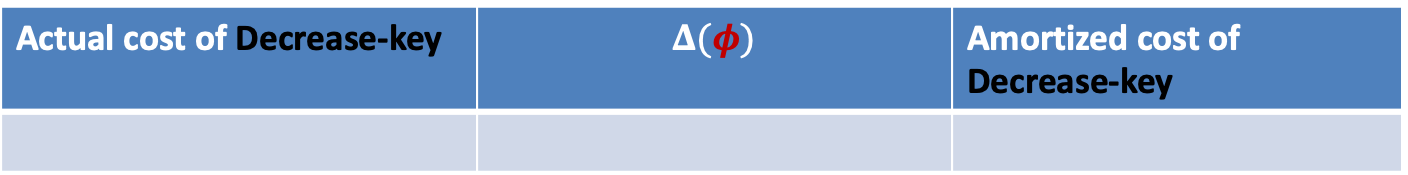 Actual cost of Decrease-key
Δ(ϕ)
Amortized cost of
Decrease-key